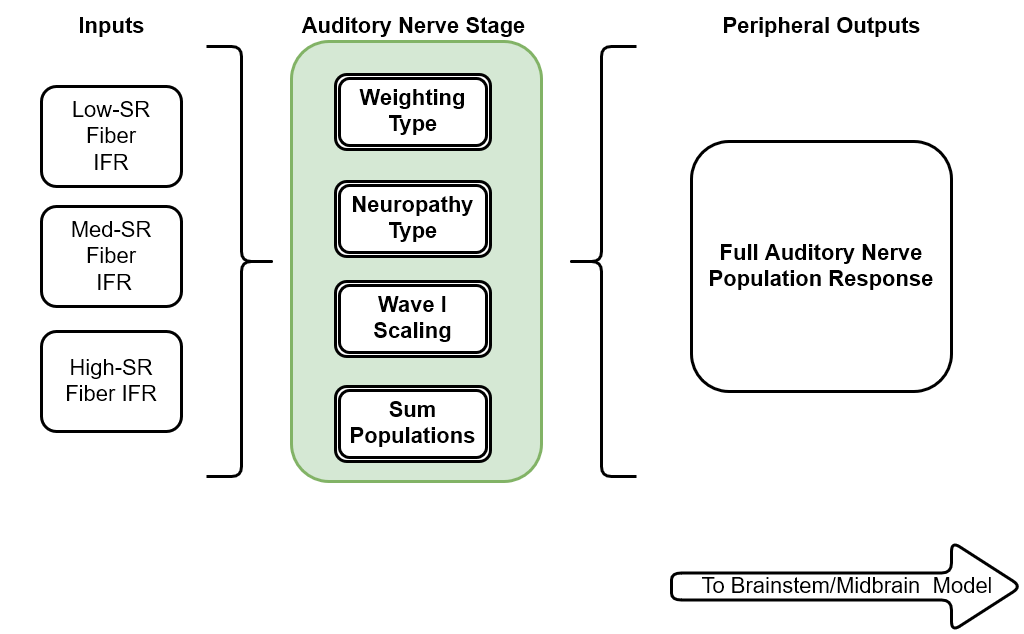 Inputs
Auditory Nerve Stage
Peripheral Outputs
Low-SR
Fiber
IFR
Med-SR
Fiber
IFR
High-SR
Fiber IFR
Weighting
Type
Neuropathy
Type
Wave I
Scaling
Sum
Populations
Full Auditory Nerve
Population Response
To Brainstem/Midbrain  Model